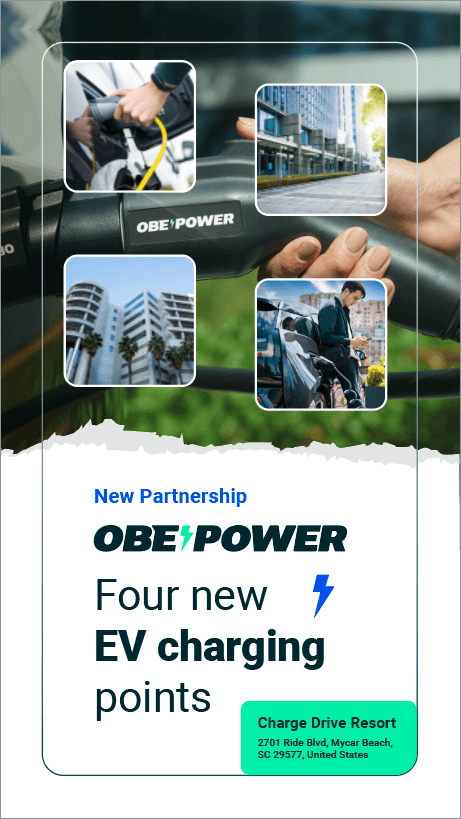 OBE POWER
New Partnership
OBE POWER
Four new
EV charging
points
Charge Drive Resort
2701 Ride Blvd, Mycar Beach,
SC 29577, United States